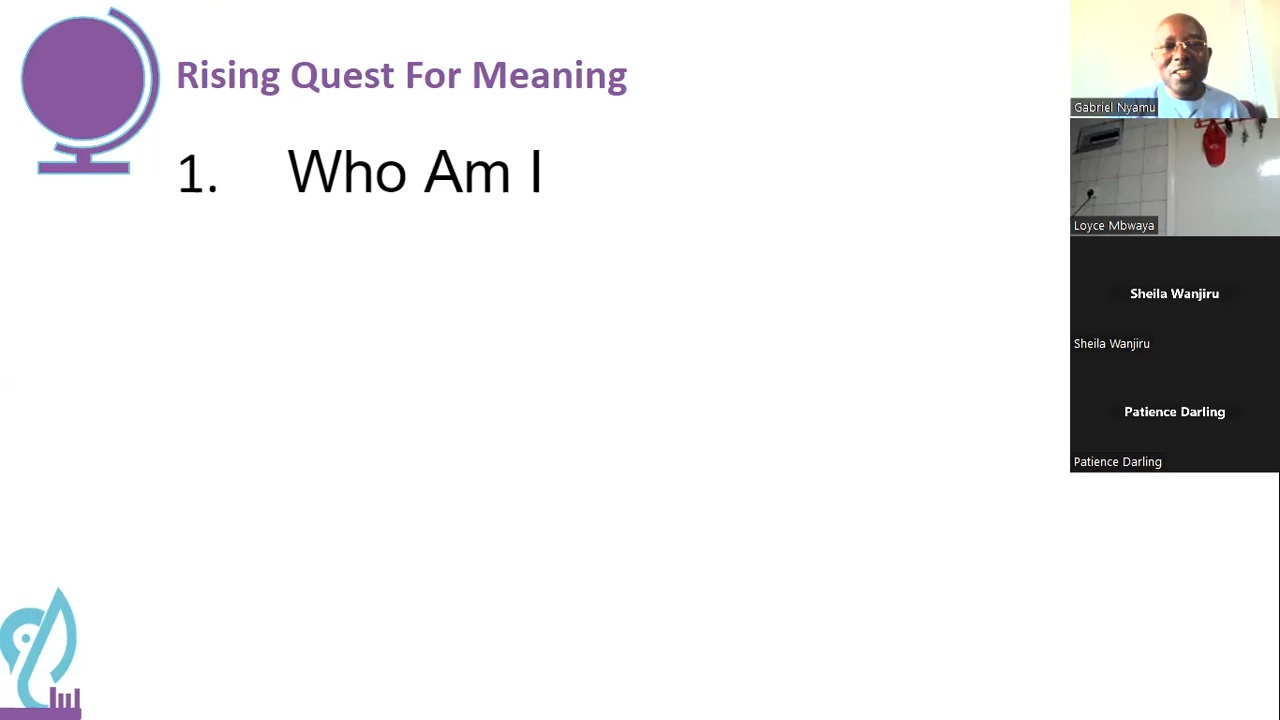 Rising Quest For Meaning
1. Who Am I
Gabriel Nyamu
Loyce Mbwaya
Sheila Wanjiru
Sheila Wanjiru
Patience Darling
Patience Darling